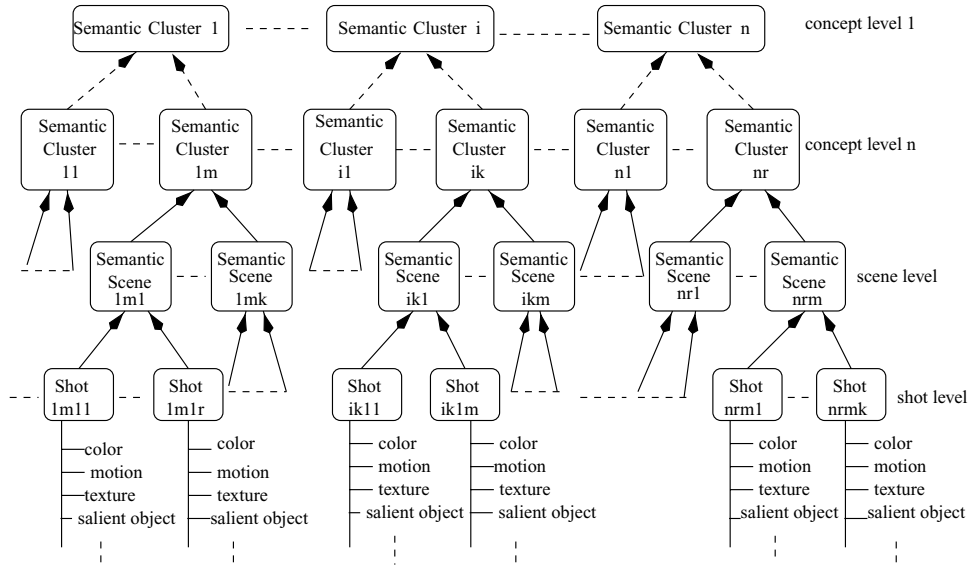 Semantic Cluster 1
Semantic Cluster i
Semantic Cluster n
concept level 1
Semantic
Cluster
11
Semantic
Cluster
1m
Semantic
Cluster
i1
Semantic
Cluster
ik
Semantic
Cluster
n1
Semantic
Cluster
nr
concept level n
Semantic
Scene
1m1
Semantic
Scene
1mk
Semantic
Scene
ik1
Semantic
Scene
ikm
Semantic
Scene
nr1
Semantic
Scene
nrm
scene level
Shot
1m11
Shot
1m1r
Shot
ik11
Shot
ik1m
Shot
nrm1
Shot
nrmk
shot level
color
motion
texture
salient object
color
motion
texture
salient object
color
motion
texture
salient object
color
motion
texture
salient object
color
motion
texture
salient object
color
motion
texture
salient object